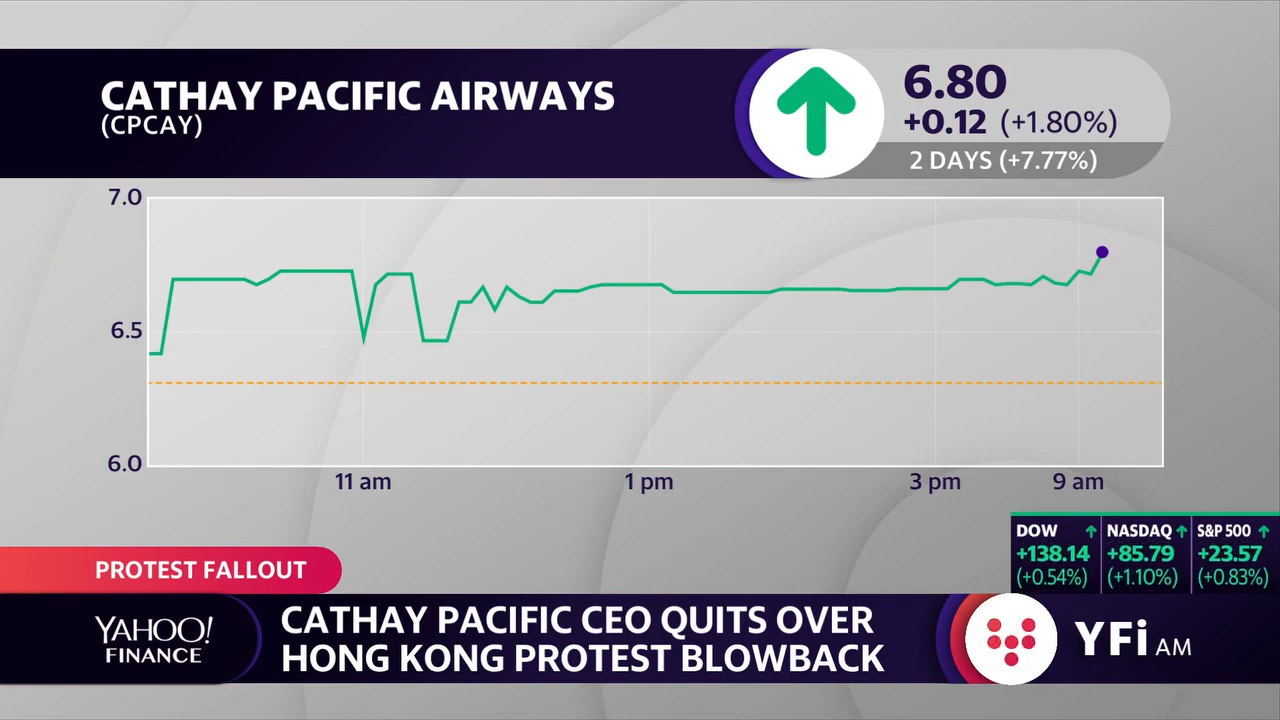 CATHAY PACIFIC AIRWAYS
(CPCAY)
6.80
+0.12 (+1.80%)
2 DAYS (+7.77%)
7.0
6.5
6.0
11 am 1 pm 3 pm 9 am
DOW NASDAQ S&P 500
+138.14 +85.79 +23.57
(+0.54%) (+1.10%) (+0.83%)
PROTEST FALLOUT
YAHOO!
FINANCE
CATHAY PACIFIC CEO QUITS OVER
HONG KONG PROTEST BLOWBACK
YFi AM